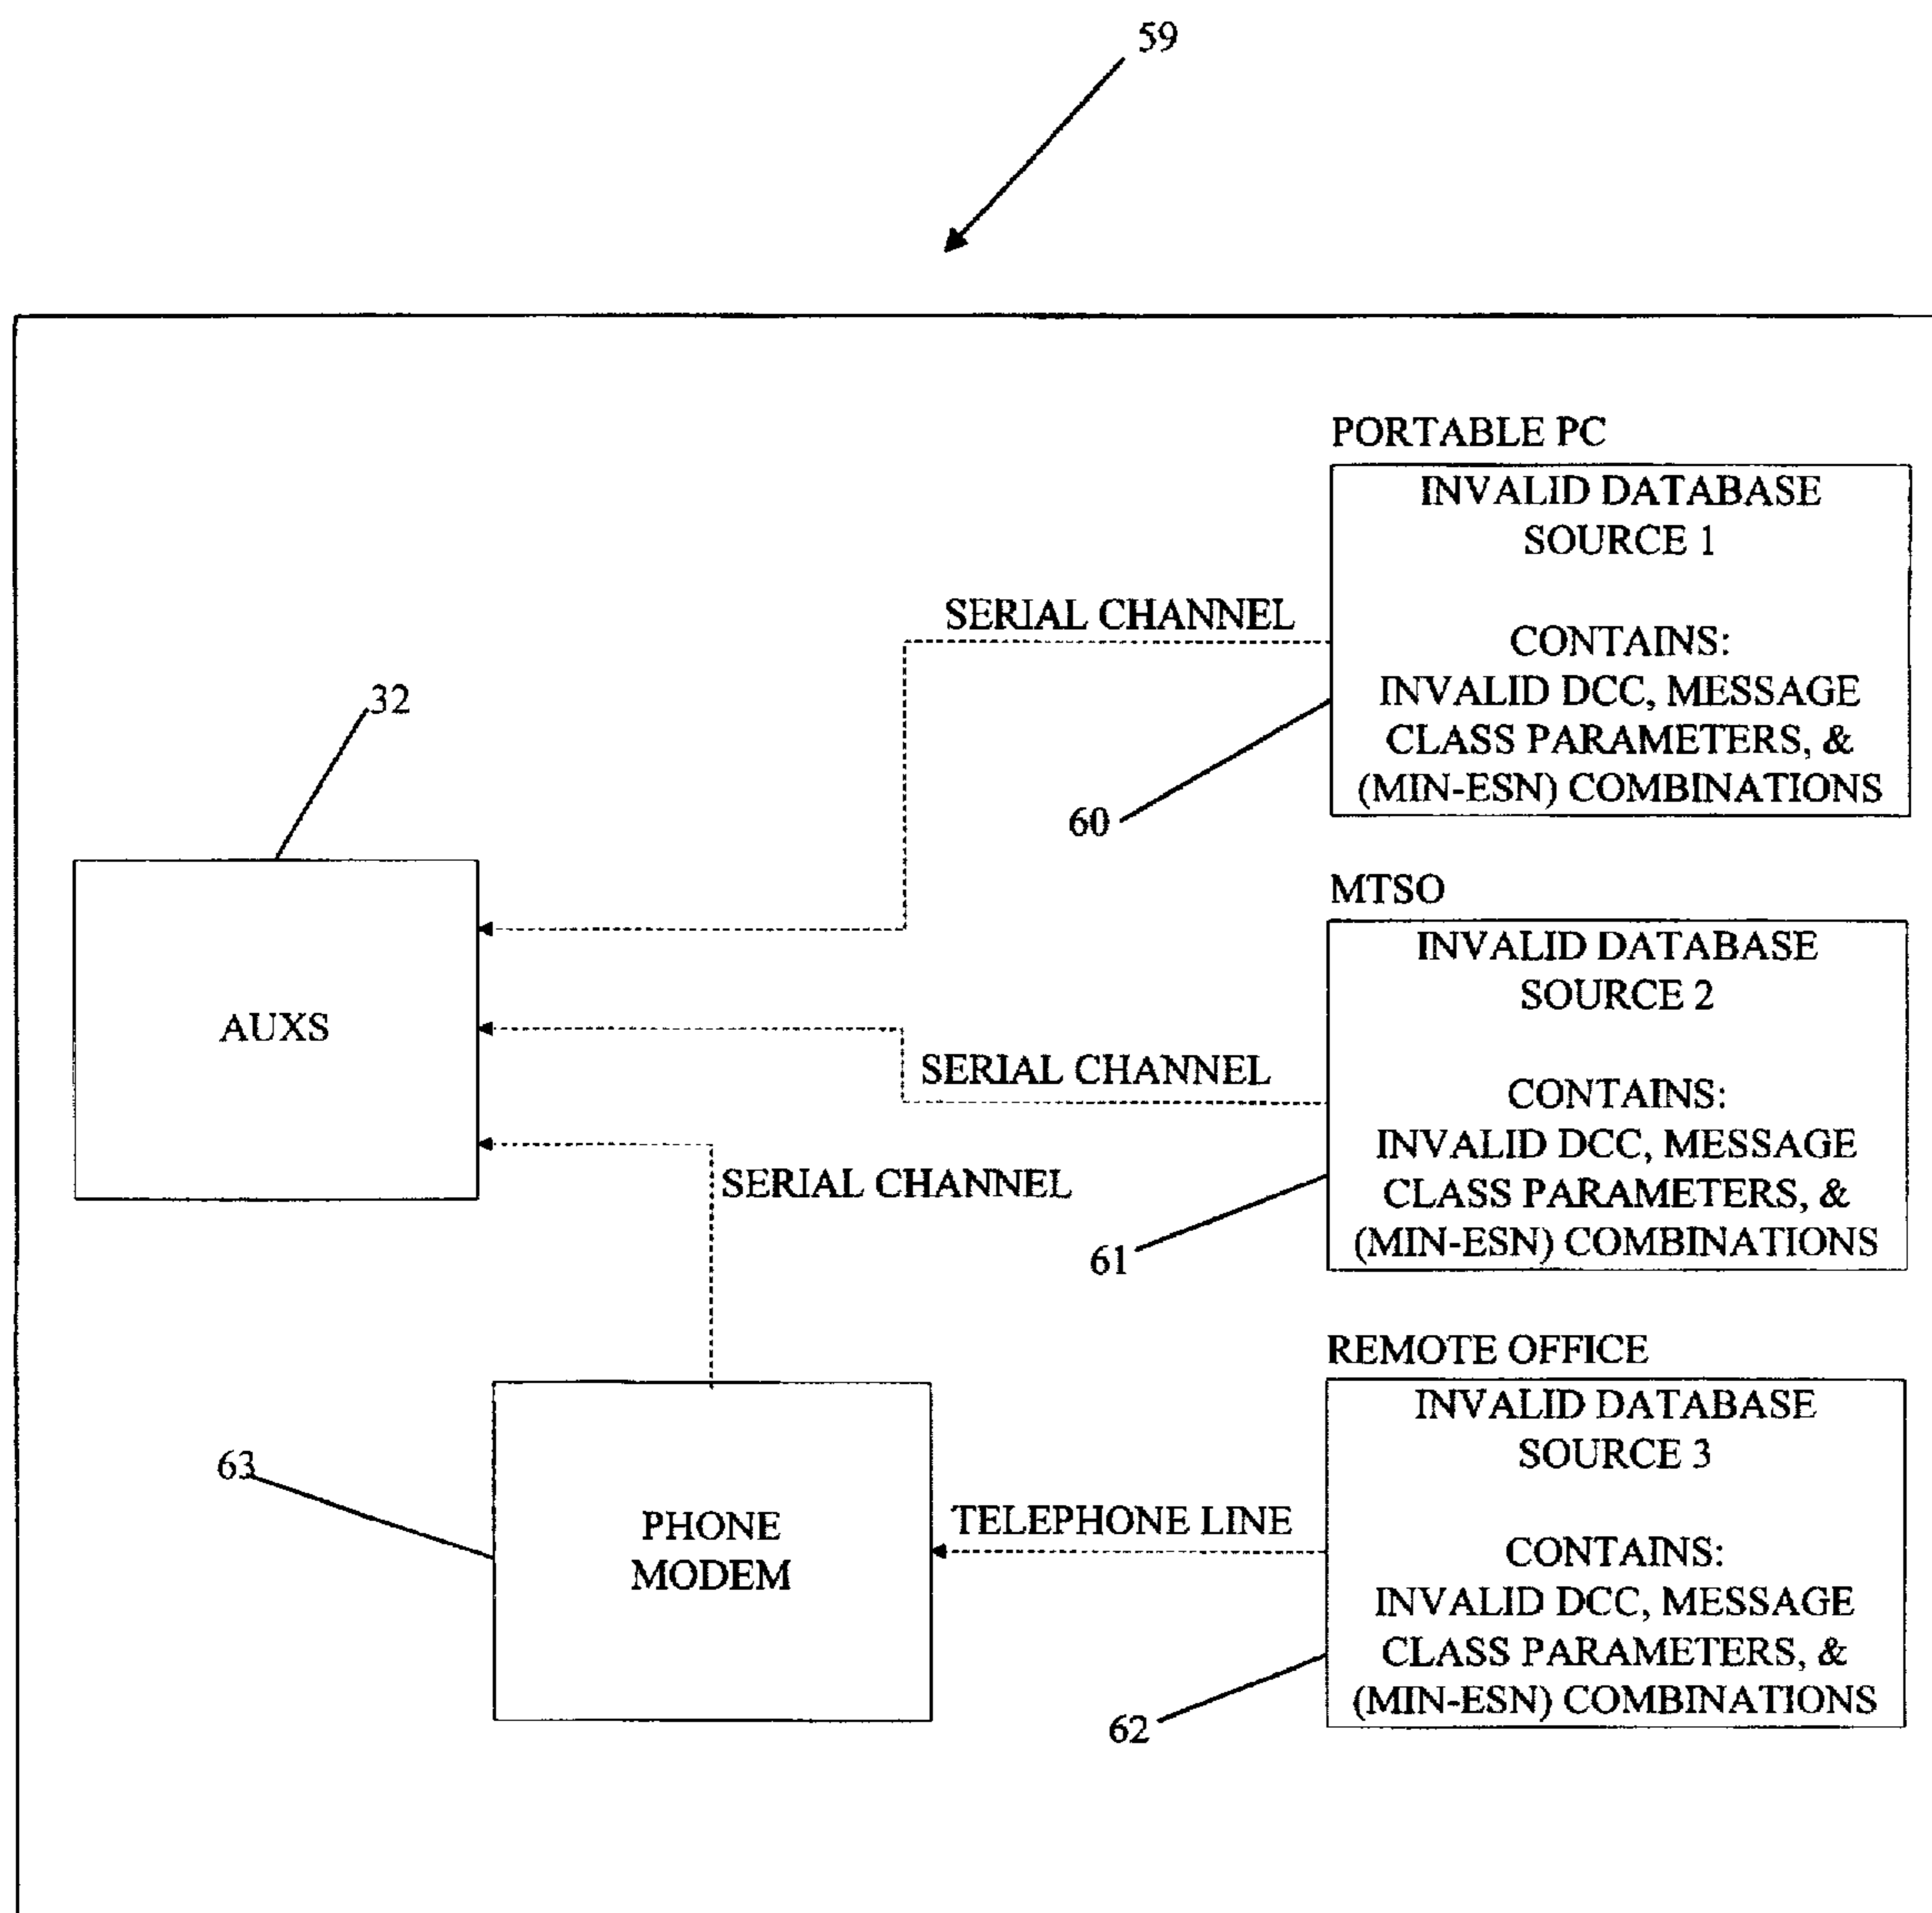 59
PORTABLE PC
INVALID DATABASE
SOURCE 1
CONTAINS:
INVALID DCC, MESSAGE
CLASS PARAMETERS, &
(MIN-ESN) COMBINATIONS
SERIAL CHANNEL
32
60
MTSO
INVALID DATABASE
SOURCE 2
CONTAINS:
INVALID DCC, MESSAGE
CLASS PARAMETERS, &
(MIN-ESN) COMBINATIONS
AUXS
SERIAL CHANNEL
SERIAL CHANNEL
61
REMOTE OFFICE
INVALID DATABASE
SOURCE 3
CONTAINS:
INVALID DCC, MESSAGE
CLASS PARAMETERS, &
(MIN-ESN) COMBINATIONS
63
PHONE
MODEM
TELEPHONE LINE
62